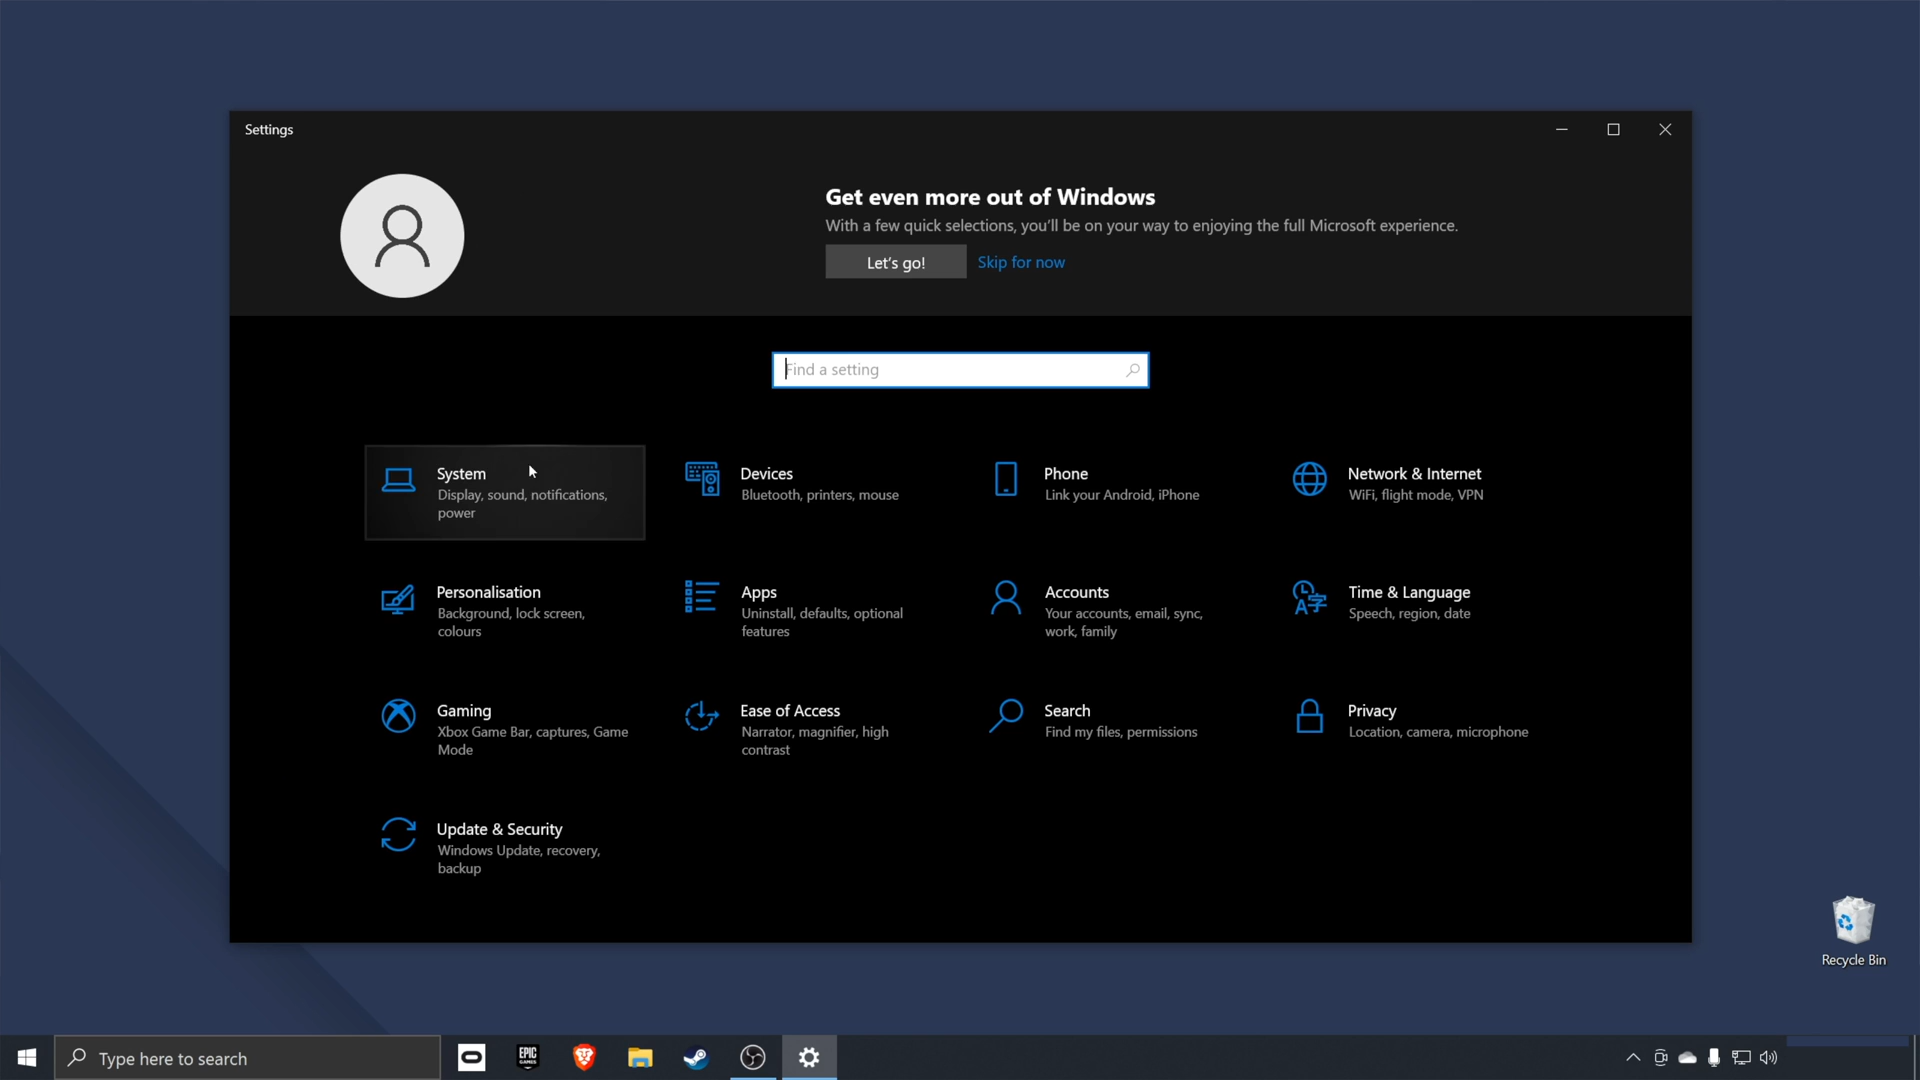 Settings
Get even more out of Windows
With a few quick selections, you'll be on your way to enjoying the full Microsoft experience.
Let's go!
Skip for now
Find a setting
System
Display, sound, notifications,
power
Devices
Bluetooth, printers, mouse
Phone
Link your Android, iPhone
Network & Internet
WiFi, flight mode, VPN
Personalisation
Background, lock screen,
colours
Apps
Uninstall, defaults, optional
features
Accounts
Your accounts, email, sync,
work, family
Time & Language
Speech, region, date
Gaming
Xbox Game Bar, captures, Game
Mode
Ease of Access
Narrator, magnifier, high
contrast
Search
Find my files, permissions
Privacy
Location, camera, microphone
Update & Security
Windows Update, recovery,
backup
Recycle Bin
Type here to search
EPIC
GAMES